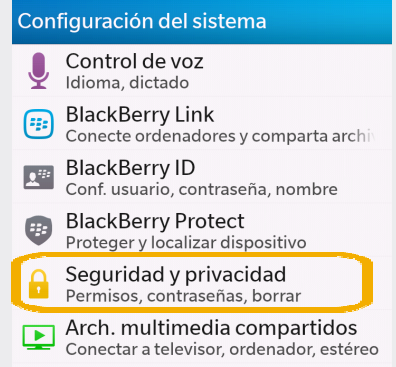 Configuración del sistema
Control de voz
Idioma, dictado
BlackBerry Link
Conecte ordenadores y comparta archiv
BlackBerry ID
Conf. usuario, contraseña, nombre
BlackBerry Protect
Proteger y localizar dispositivo
Seguridad y privacidad
Permisos, contraseñas, borrar
Arch. multimedia compartidos
Conectar a televisor, ordenador, estéreo